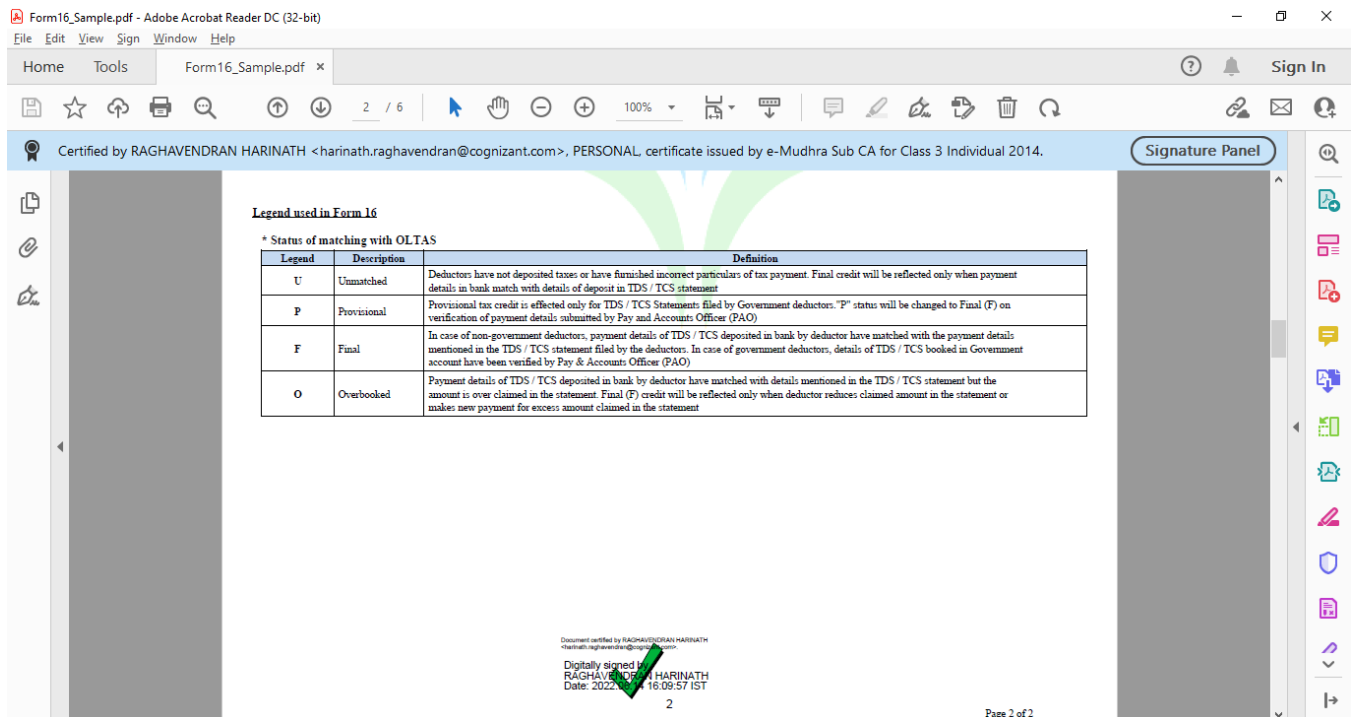 Form16_Sample.pdf - Adobe Acrobat Reader DC (32-bit)
File Edit View Sign Window Help
Home Tools Form16_Sample.pdf × Sign In
2 / 6 100%
Certified by RAGHAVENDRAN HARINATH <harinath.raghavendran@cognizant.com>, PERSONAL, certificate issued by e-Mudhra Sub CA for Class 3 Individual 2014. Signature Panel
Legend used in Form 16
* Status of matching with OLTAS
Legend Description Definition
U Unmatched Deductors have not deposited taxes or have furnished incorrect particulars of tax payment. Final credit will be reflected only when payment
details in bank match with details of deposit in TDS / TCS statement
P Provisional Provisional tax credit is effected only for TDS / TCS Statements filed by Government deductors."P" status will be changed to Final (F) on
verification of payment details submitted by Pay and Accounts Officer (PAO)
F Final In case of non-government deductors, payment details of TDS / TCS deposited in bank by deductor have matched with the payment details
mentioned in the TDS / TCS statement filed by the deductors. In case of government deductors, details of TDS / TCS booked in Government
account have been verified by Pay & Accounts Officer (PAO)
O Overbooked Payment details of TDS / TCS deposited in bank by deductor have matched with details mentioned in the TDS / TCS statement but the
amount is over claimed in the statement. Final (F) credit will be reflected only when deductor reduces claimed amount in the statement or
makes new payment for excess amount claimed in the statement
Document certified by RAGHAVENDRAN HARINATH
<harinath.raghavendran@cognizant.com>.
Digitally signed by
RAGHAVENDRAN HARINATH
Date: 2022.06.14 16:09:57 IST
2
Page 2 of 2